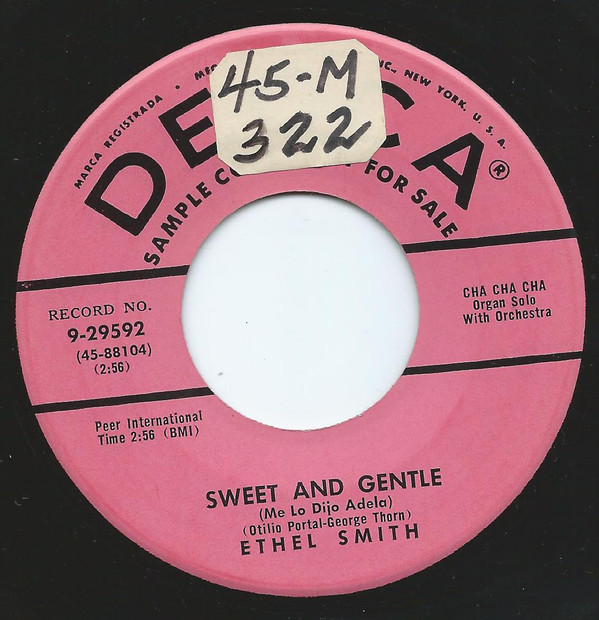 MARCA REGISTRADA • NEW YORK, U. S. A.
45-M
322
DE CA®
SAMPLE FOR SALE
RECORD NO.
9-29592
(45-88104)
(2:56)
CHA CHA CHA
Organ Solo
With Orchestra
Peer International
Time 2:56 (BMI)
SWEET AND GENTLE
(Me Lo Dijo Adela)
(Otilio Portal-George Thorn)
ETHEL SMITH